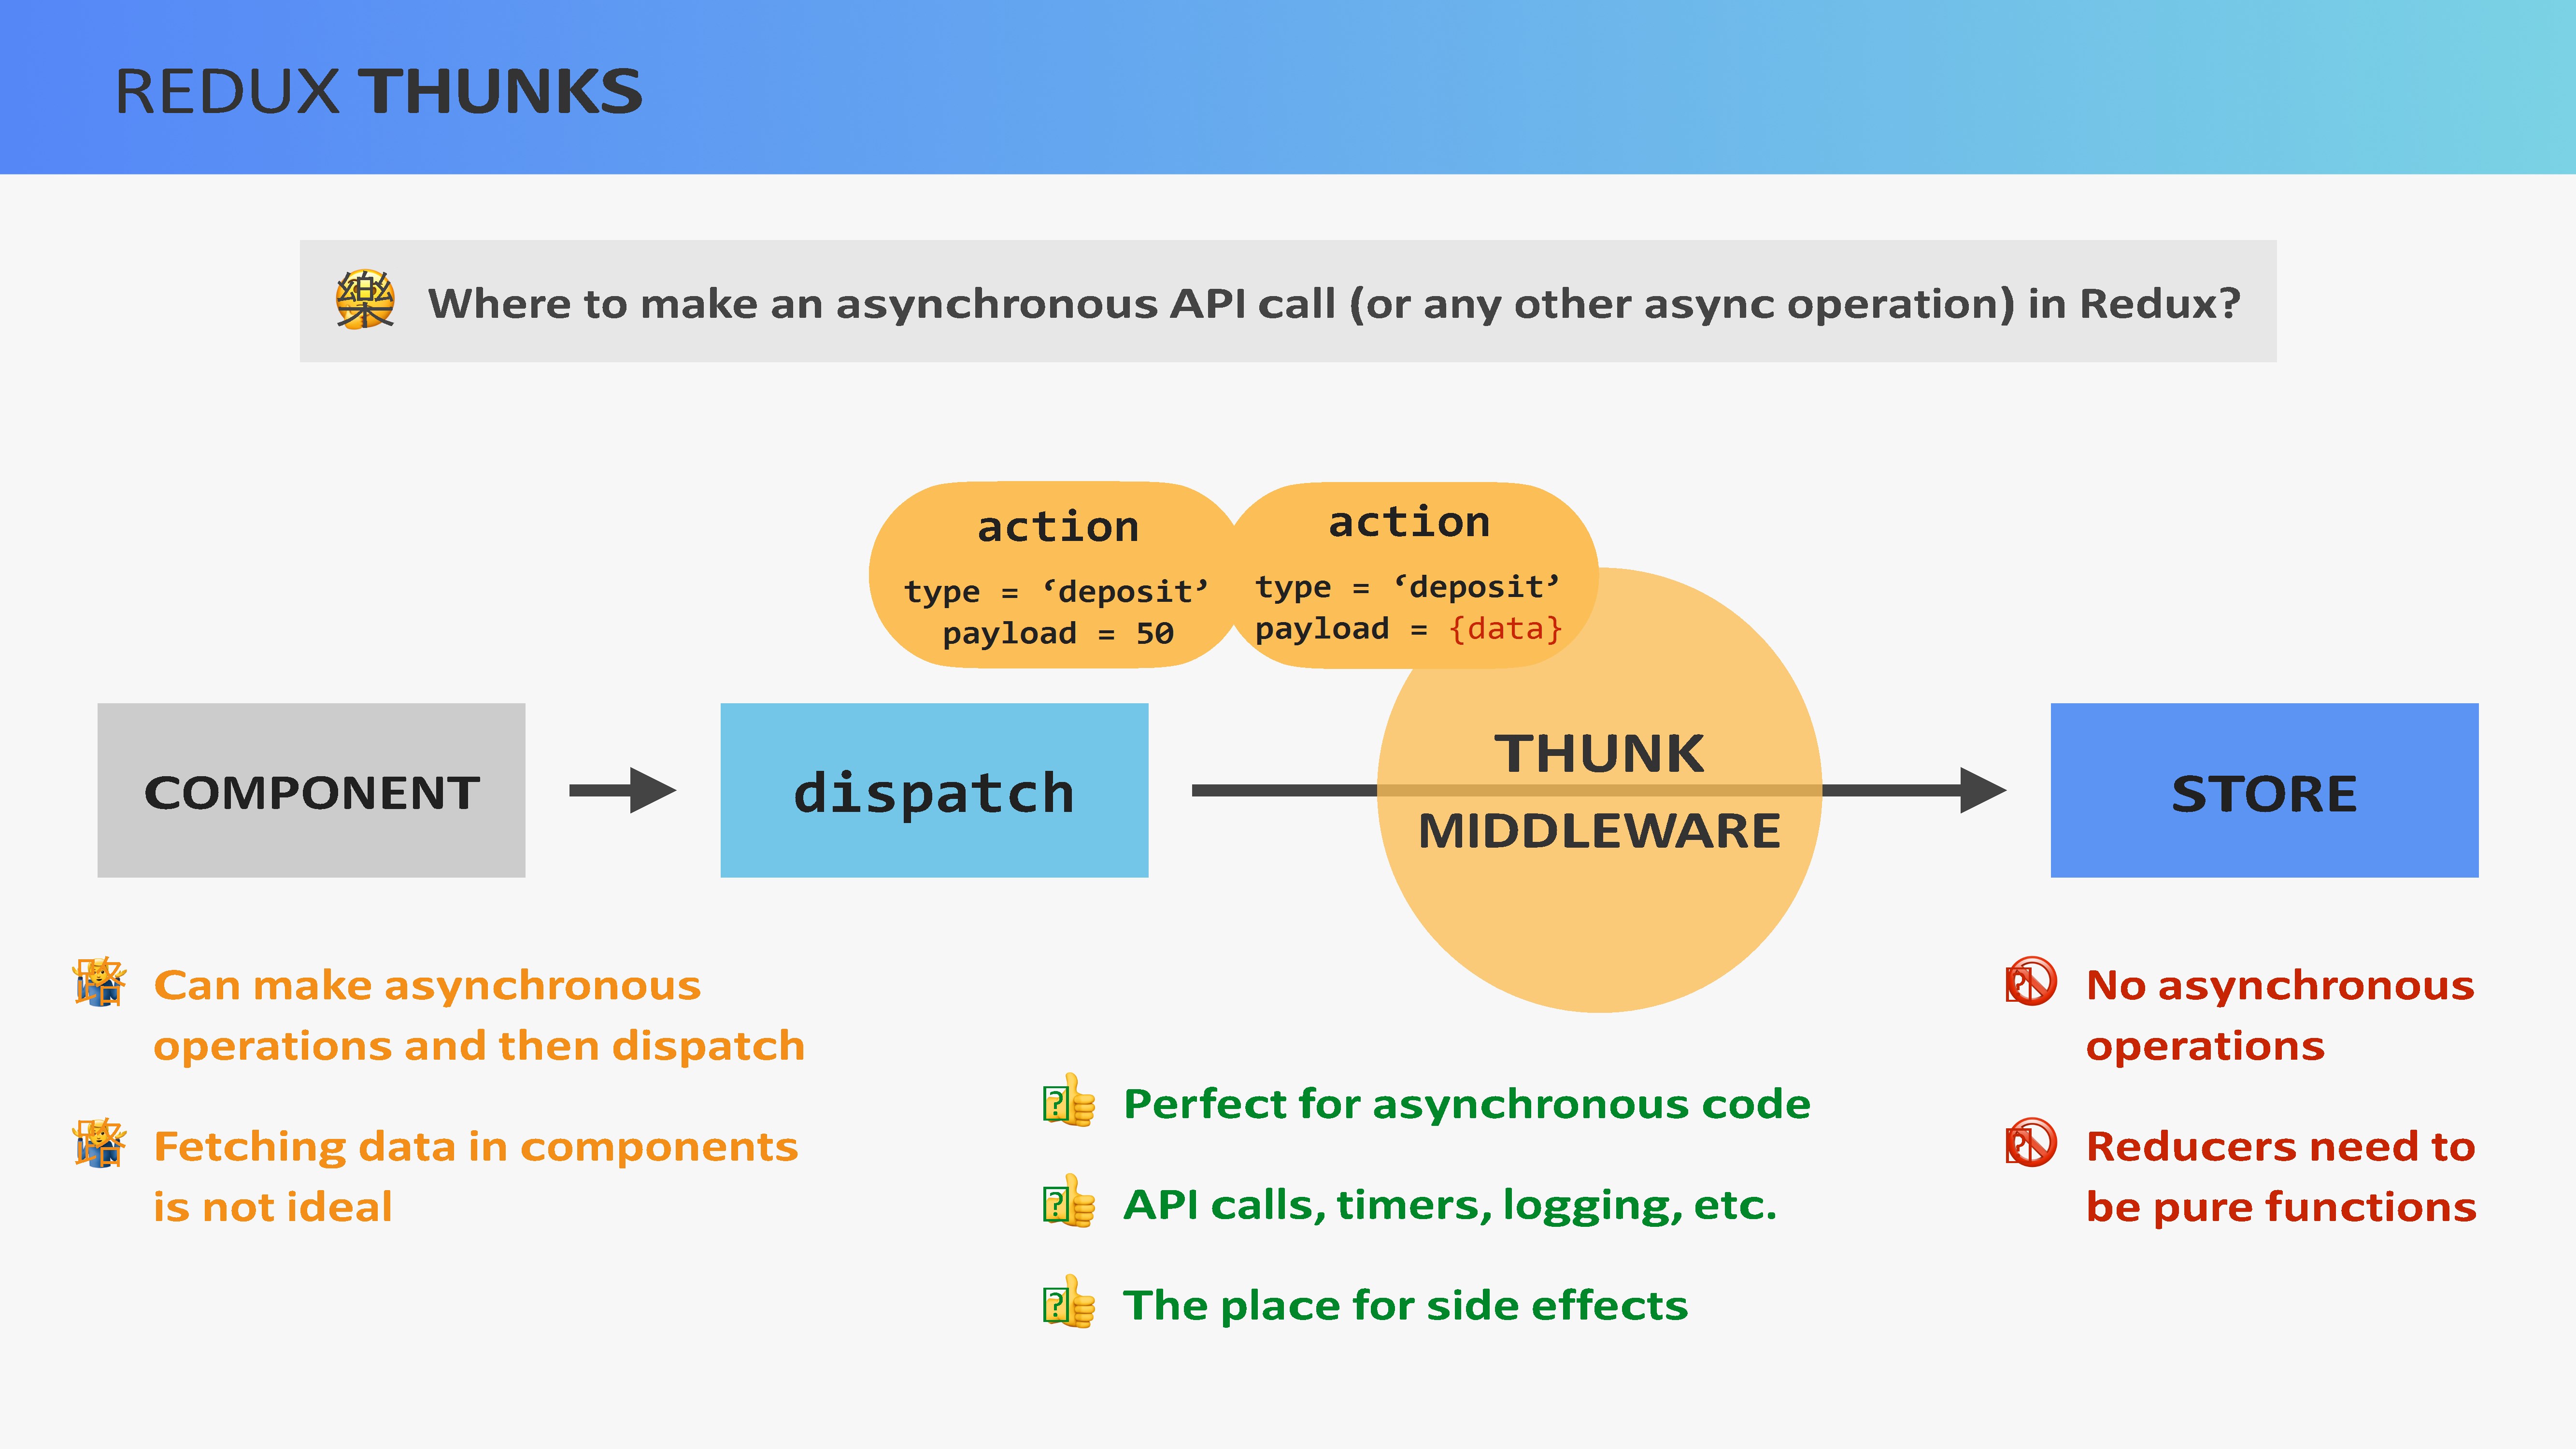 REDUX THUNKS
Where to make an asynchronous API call (or any other async operation) in Redux?
action
type = ‘deposit’
payload = 50
action
type = ‘deposit’
payload = {data}
COMPONENT
dispatch
THUNK
MIDDLEWARE
STORE
Can make asynchronous
operations and then dispatch
Fetching data in components
is not ideal
Perfect for asynchronous code
API calls, timers, logging, etc.
The place for side effects
No asynchronous
operations
Reducers need to
be pure functions